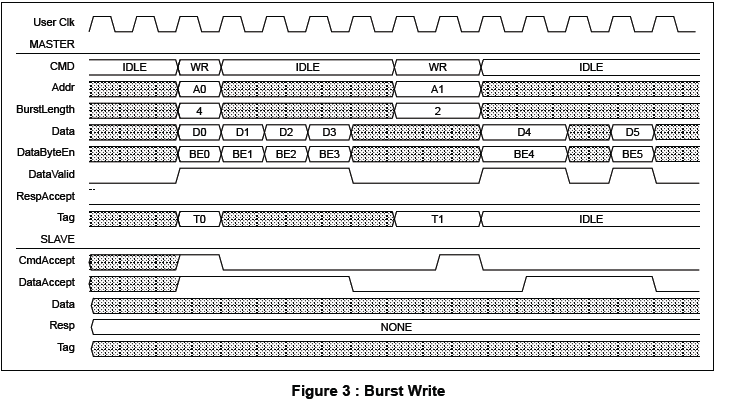 User Clk
MASTER
CMD IDLE WR IDLE WR IDLE
Addr A0 A1
BurstLength 4 2
Data D0 D1 D2 D3 D4 D5
DataByteEn BE0 BE1 BE2 BE3 BE4 BE5
DataValid
RespAccept
Tag T0 T1 IDLE
SLAVE
CmdAccept
DataAccept
Data
Resp NONE
Tag
Figure 3 : Burst Write